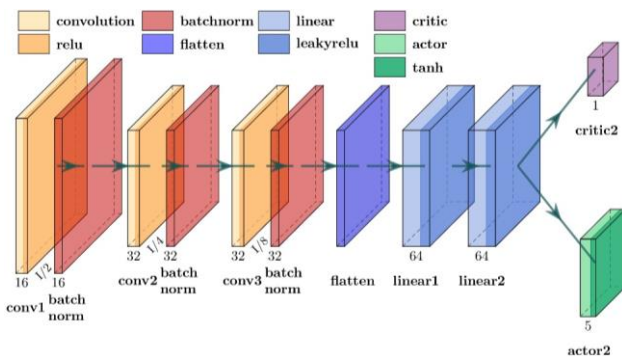 convolution
batchnorm
linear
critic
relu
flatten
leakyrelu
actor
tanh
1
critic2
16
1/2
16
32
1/4
32
32
1/8
32
64
64
conv1
batch
norm
conv2
batch
norm
conv3
batch
norm
flatten
linear1
linear2
5
actor2